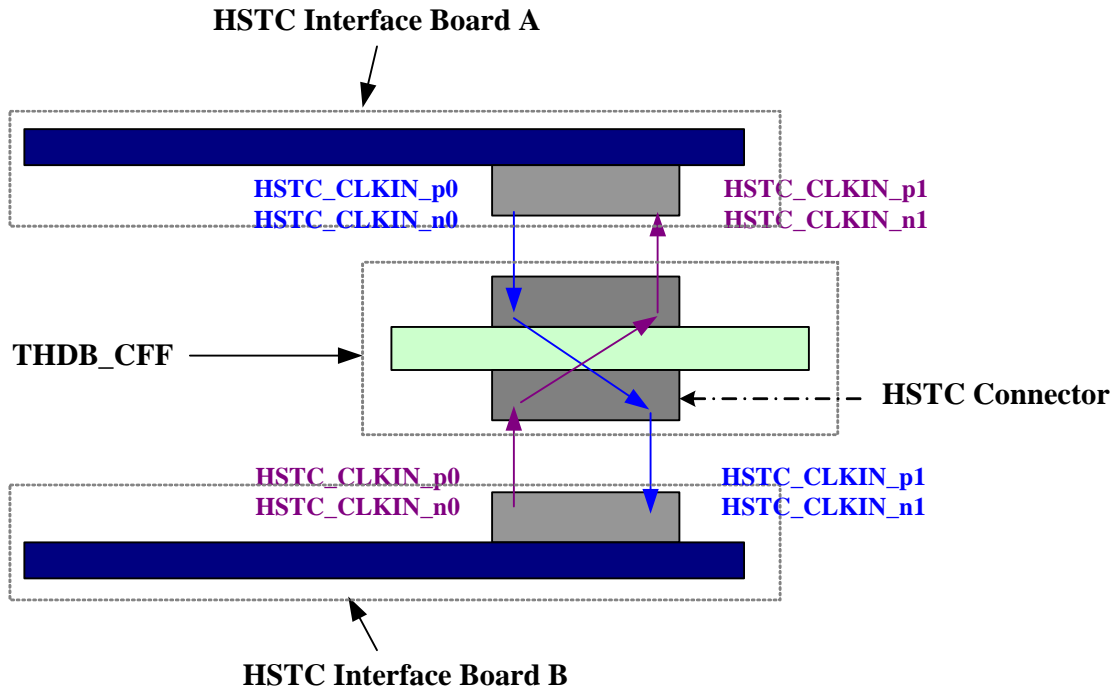 HSTC Interface Board A
HSTC_CLKIN_p0
HSTC_CLKIN_n0
HSTC_CLKIN_p1
HSTC_CLKIN_n1
THDB_CFF
HSTC Connector
HSTC_CLKIN_p0
HSTC_CLKIN_n0
HSTC_CLKIN_p1
HSTC_CLKIN_n1
HSTC Interface Board B